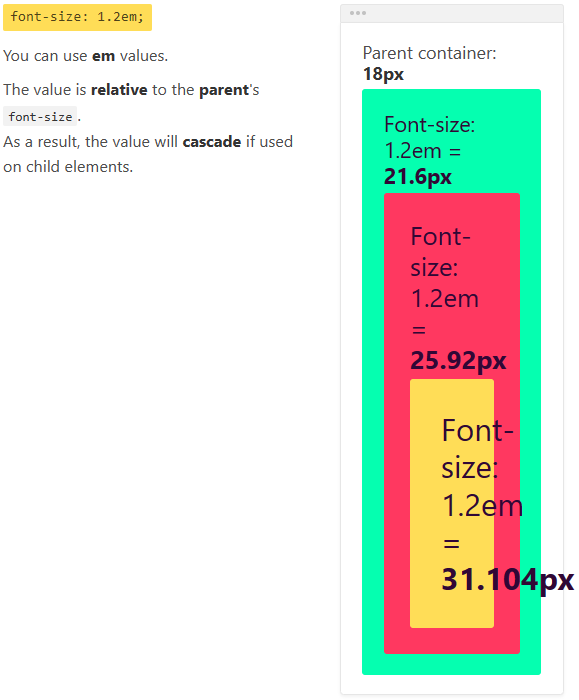 font-size: 1.2em;
You can use em values.
The value is relative to the parent's
font-size.
As a result, the value will cascade if used
on child elements.
Parent container:
18px
Font-size:
1.2em =
21.6px
Font-
size:
1.2em
=
25.92px
Font-
size:
1.2em
=
31.104px